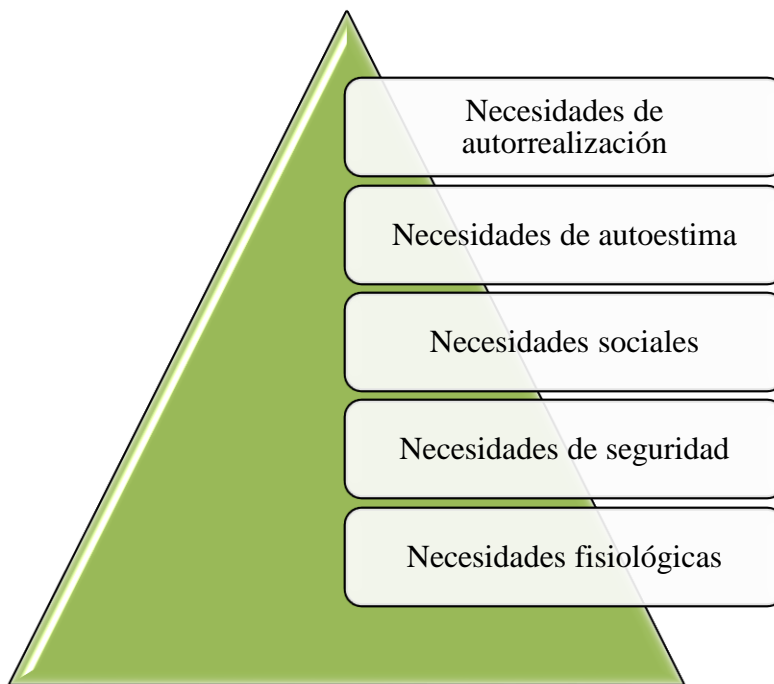 Necesidades de
autorrealización
Necesidades de autoestima
Necesidades sociales
Necesidades de seguridad
Necesidades fisiológicas